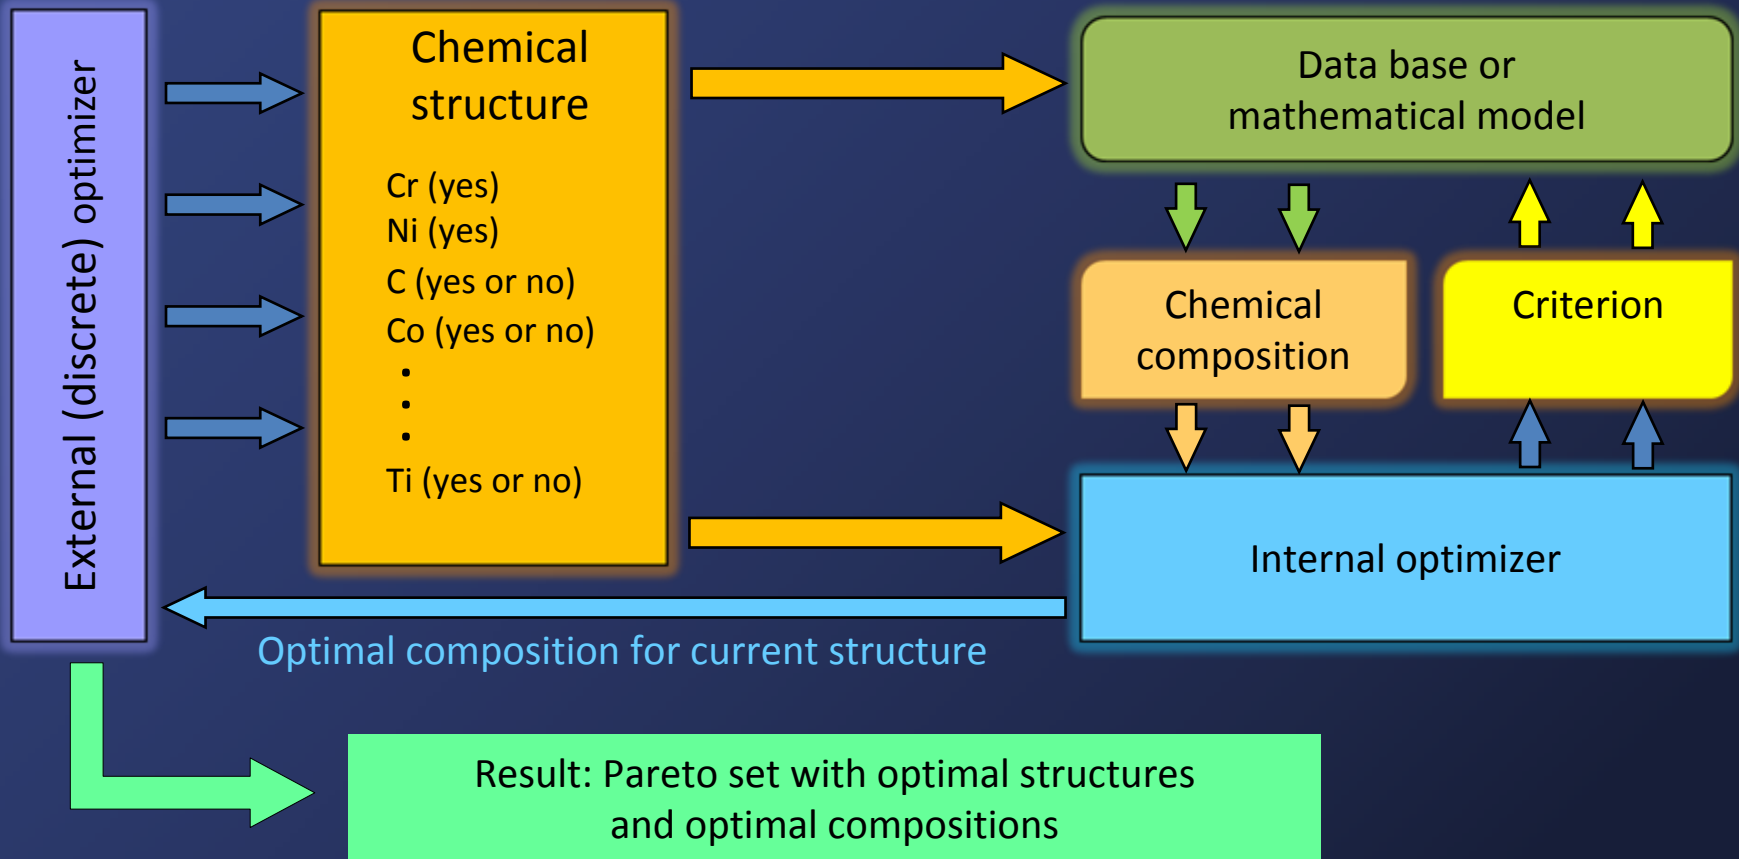 External (discrete) optimizer
Chemical
structure
Cr (yes)
Ni (yes)
C (yes or no)
Co (yes or no)
Ti (yes or no)
Data base or
mathematical model
Chemical
composition
Criterion
Internal optimizer
Optimal composition for current structure
Result: Pareto set with optimal structures
and optimal compositions